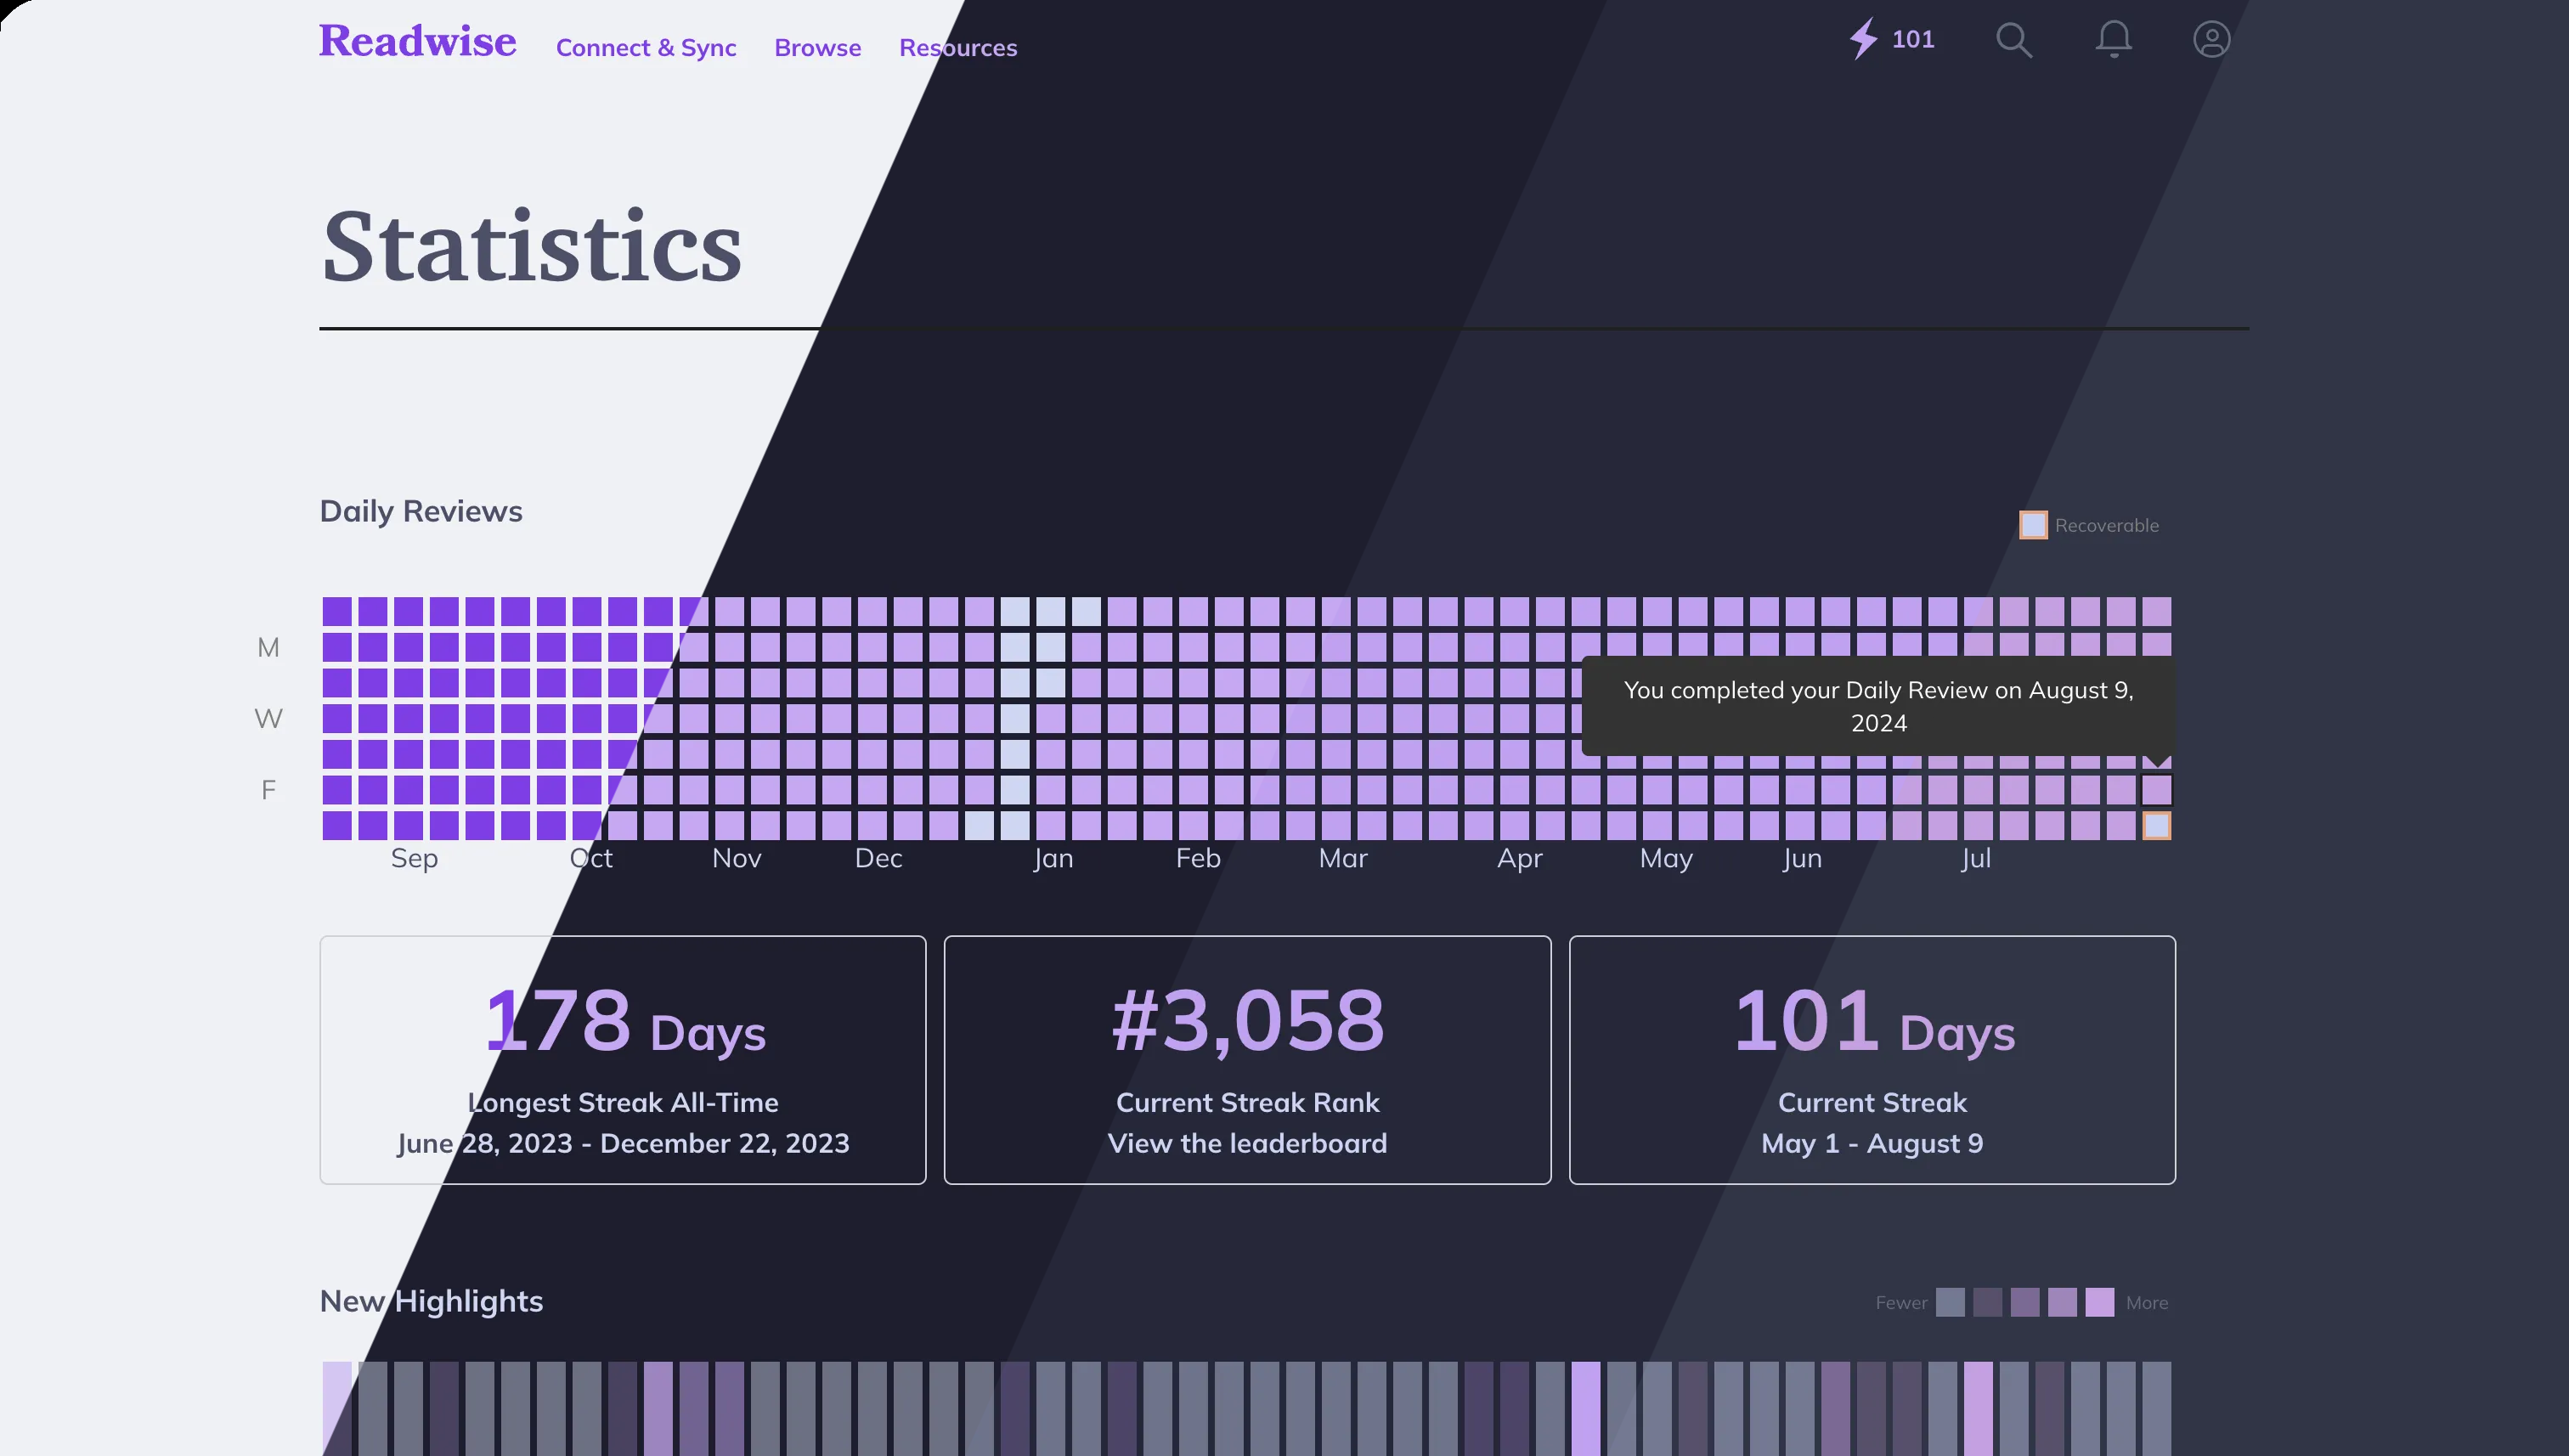 Readwise Connect & Sync Browse Resources 101
Statistics
Daily Reviews
Recoverable
M
W
F
You completed your Daily Review on August 9,
2024
Sep Oct Nov Dec Jan Feb Mar Apr May Jun Jul
178 Days
Longest Streak All-Time
June 28, 2023 - December 22, 2023
#3,058
Current Streak Rank
View the leaderboard
101 Days
Current Streak
May 1 - August 9
New Highlights
Fewer More